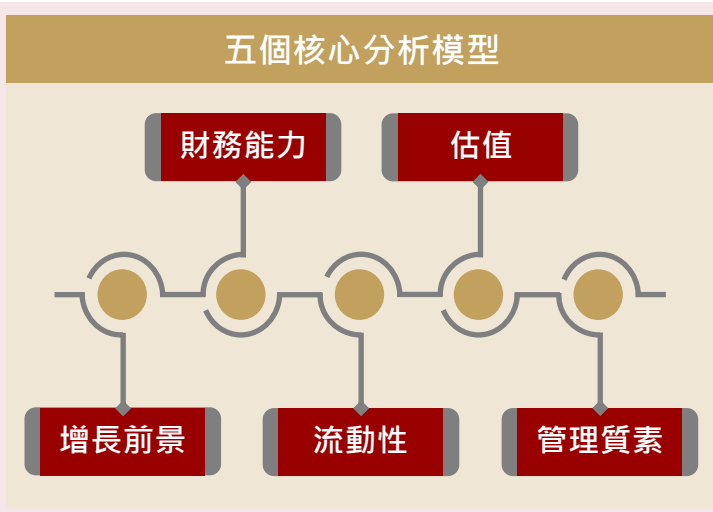 五個核心分析模型
財務能力
估值
增長前景
流動性
管理質素